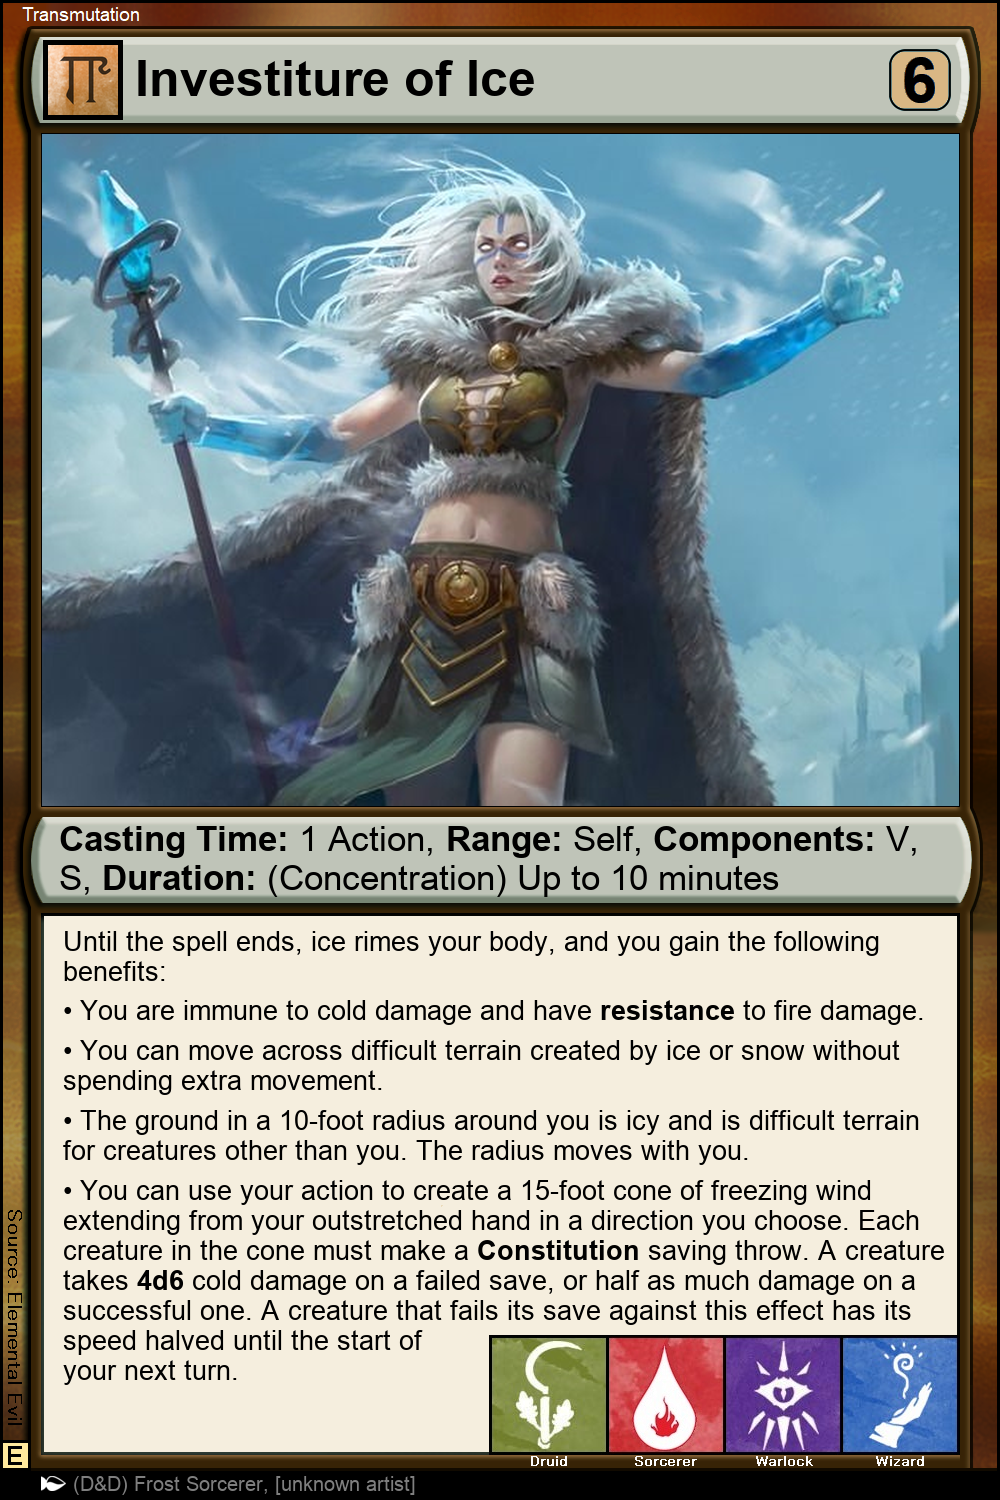 Transmutation
Investiture of Ice
6
Casting Time: 1 Action, Range: Self, Components: V,
S, Duration: (Concentration) Up to 10 minutes
Until the spell ends, ice rimes your body, and you gain the following
benefits:
• You are immune to cold damage and have resistance to fire damage.
• You can move across difficult terrain created by ice or snow without
spending extra movement.
• The ground in a 10-foot radius around you is icy and is difficult terrain
for creatures other than you. The radius moves with you.
• You can use your action to create a 15-foot cone of freezing wind
extending from your outstretched hand in a direction you choose. Each
creature in the cone must make a Constitution saving throw. A creature
takes 4d6 cold damage on a failed save, or half as much damage on a
successful one. A creature that fails its save against this effect has its
speed halved until the start of
your next turn.
Source: Elemental Evil
E
Druid
Sorcerer
Warlock
Wizard
(D&D) Frost Sorcerer, [unknown artist]